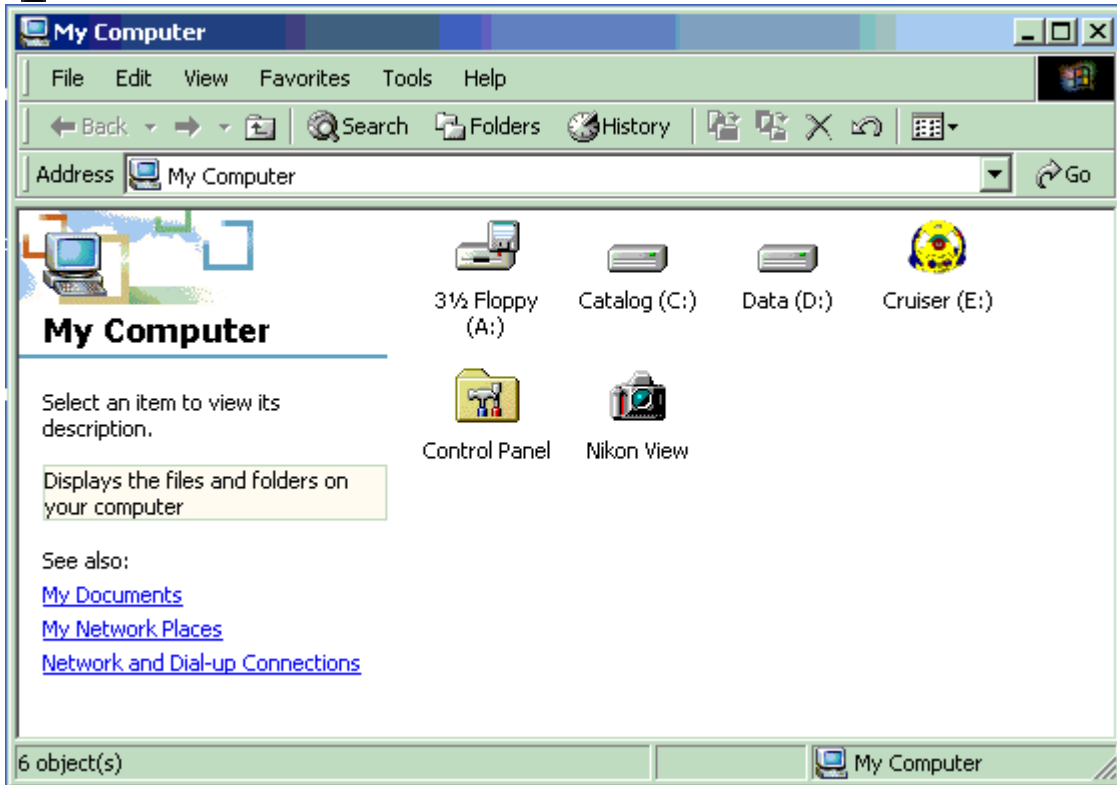 My Computer
File Edit View Favorites Tools Help
Back Search Folders History
Address My Computer Go
3½ Floppy (A:)
Catalog (C:)
Data (D:)
Cruiser (E:)
Control Panel
Nikon View
My Computer
Select an item to view its
description.
Displays the files and folders on
your computer
See also:
My Documents
My Network Places
Network and Dial-up Connections
6 object(s) My Computer